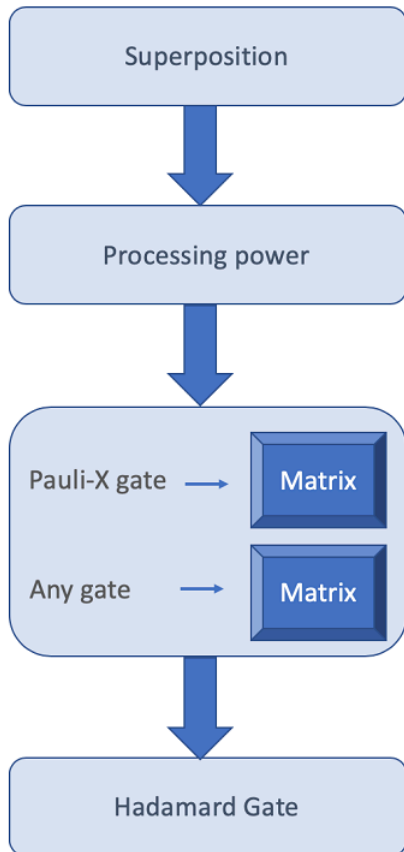 Superposition
Processing power
Pauli-X gate Matrix
Any gate Matrix
Hadamard Gate